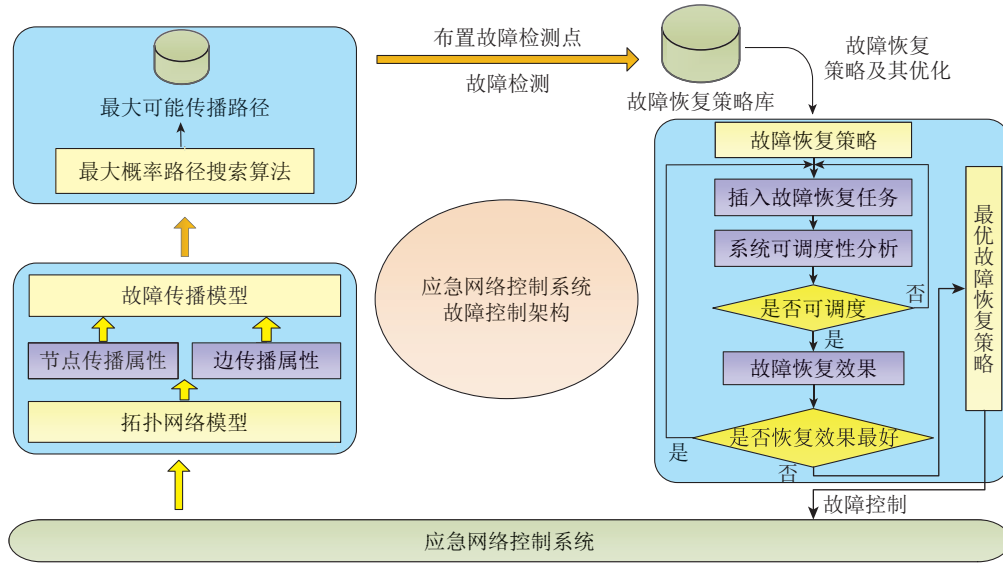 最大可能传播路径
最大概率路径搜索算法
布置故障检测点
故障检测
故障恢复策略库
故障恢复
策略及其优化
故障恢复策略
插入故障恢复任务
系统可调度性分析
是否可调度
否
是
故障恢复效果
是否恢复效果最好
是
否
最优故障恢复策略
故障控制
应急网络控制系统
故障控制架构
故障传播模型
节点传播属性
边传播属性
拓扑网络模型
应急网络控制系统